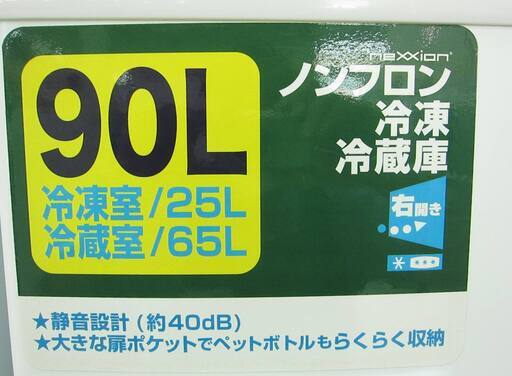 neXXion
90L
冷凍室/25L
冷蔵室/65L
ノンフロン
冷凍
冷蔵庫
右開き
★静音設計(約40dB)
★大きな扉ポケットでペットボトルもらくらく収納